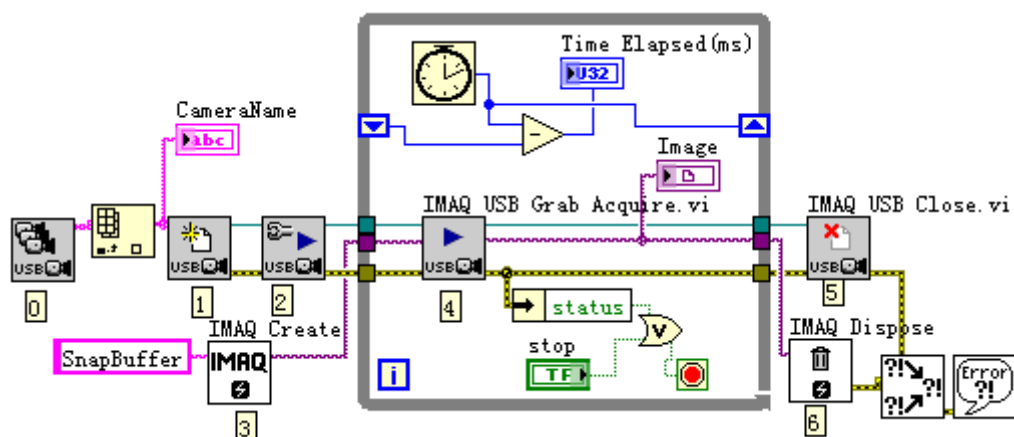 Time Elapsed(ms)
U32
CameraName
abc
Image
IMAQ USB Grab Acquire.vi
IMAQ USB Close.vi
USB
USB
USB
USB
USB
0
1
2
4
5
status
IMAQ Create
IMAQ Dispose
SnapBuffer
IMAQ
stop
TF
i
?!
?!
?!
Error
?!
3
6